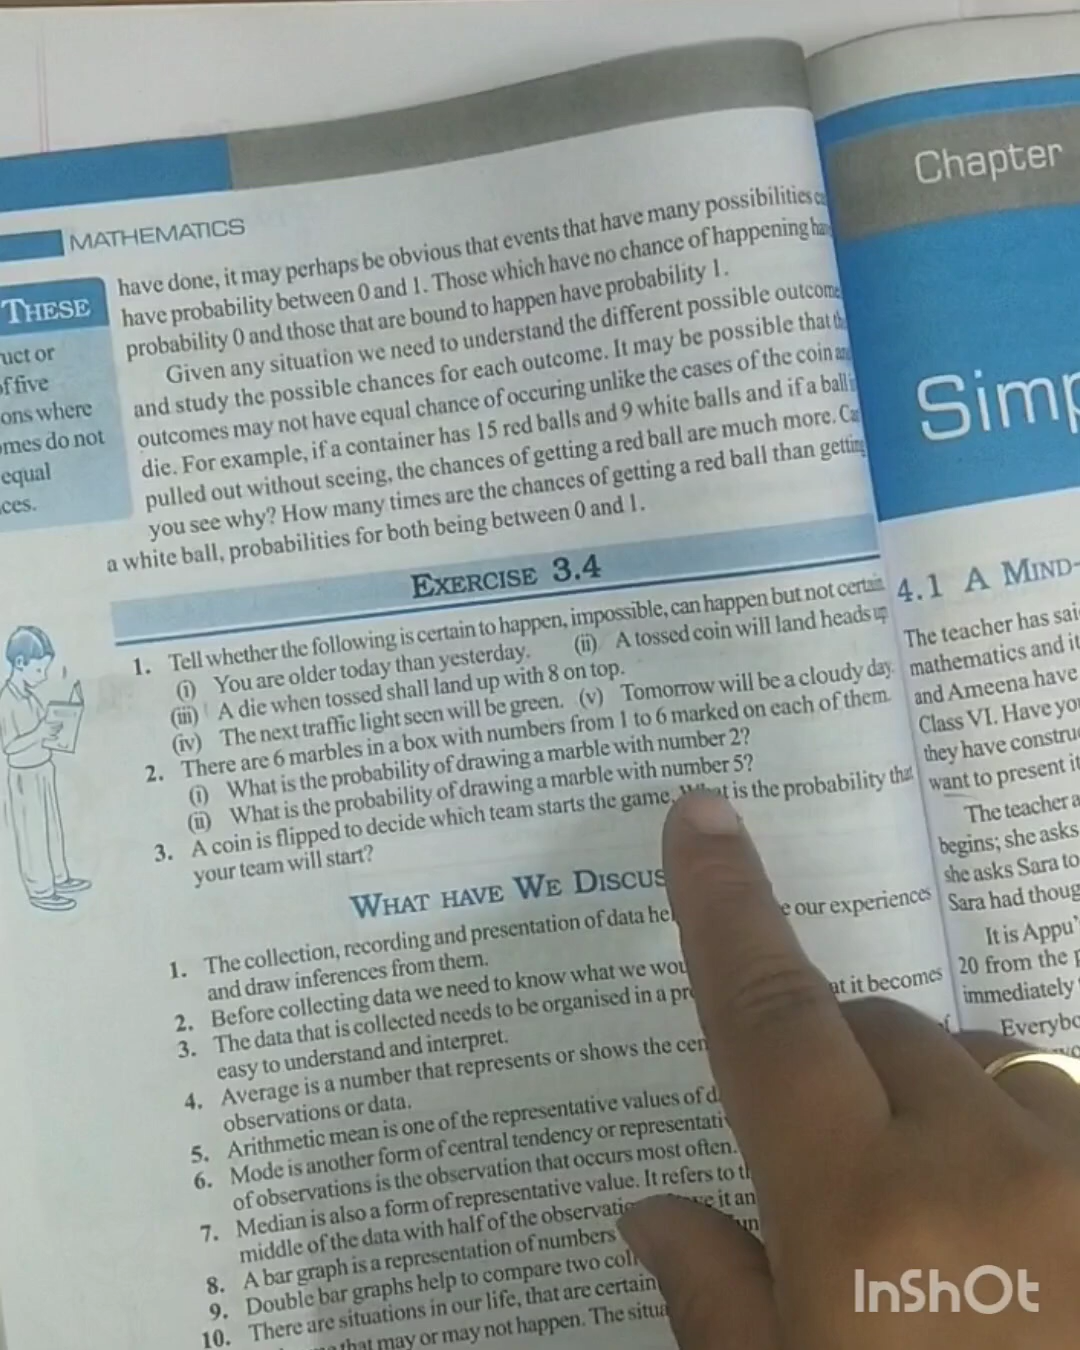 MATHEMATICS
THESE
uct or
of five
ons where
omes do not
equal
ces.
have done, it may perhaps be obvious that events that have many possibilities
have probability between 0 and 1. Those which have no chance of happening
probability 0 and those that are bound to happen have probability 1.
Given any situation we need to understand the different possible outcome
and study the possible chances for each outcome. It may be possible that
outcomes may not have equal chance of occuring unlike the cases of the coin
die. For example, if a container has 15 red balls and 9 white balls and if a ball
pulled out without seeing, the chances of getting a red ball are much more.
you see why? How many times are the chances of getting a red ball than getting
a white ball, probabilities for both being between 0 and 1.
EXERCISE 3.4
1. Tell whether the following is certain to happen, impossible, can happen but not certain
(i) You are older today than yesterday. (ii) A tossed coin will land heads up
(iii) A die when tossed shall land up with 8 on top.
(iv) The next traffic light seen will be green. (v) Tomorrow will be a cloudy day.
2. There are 6 marbles in a box with numbers from 1 to 6 marked on each of them.
(i) What is the probability of drawing a marble with number 2?
(ii) What is the probability of drawing a marble with number 5?
3. A coin is flipped to decide which team starts the game. What is the probability that
your team will start?
WHAT HAVE WE DISCUS
1. The collection, recording and presentation of data hel e our experiences
and draw inferences from them.
2. Before collecting data we need to know what we wou
3. The data that is collected needs to be organised in a pr at it becomes
easy to understand and interpret.
4. Average is a number that represents or shows the cen of
observations or data.
5. Arithmetic mean is one of the representative values of d
6. Mode is another form of central tendency or representati
of observations is the observation that occurs most often.
7. Median is also a form of representative value. It refers to th
middle of the data with half of the observatio it an
8. A bar graph is a representation of numbers
9. Double bar graphs help to compare two coll
10. There are situations in our life, that are certain
that may or may not happen. The situa
Chapter
Simp
4.1 A MIND-
The teacher has sai
mathematics and it
and Ameena have
Class VI. Have you
they have constru
want to present it
The teacher a
begins; she asks
she asks Sara to
Sara had thoug
It is Appu'
20 from the p
immediately
Everybo
InShOt